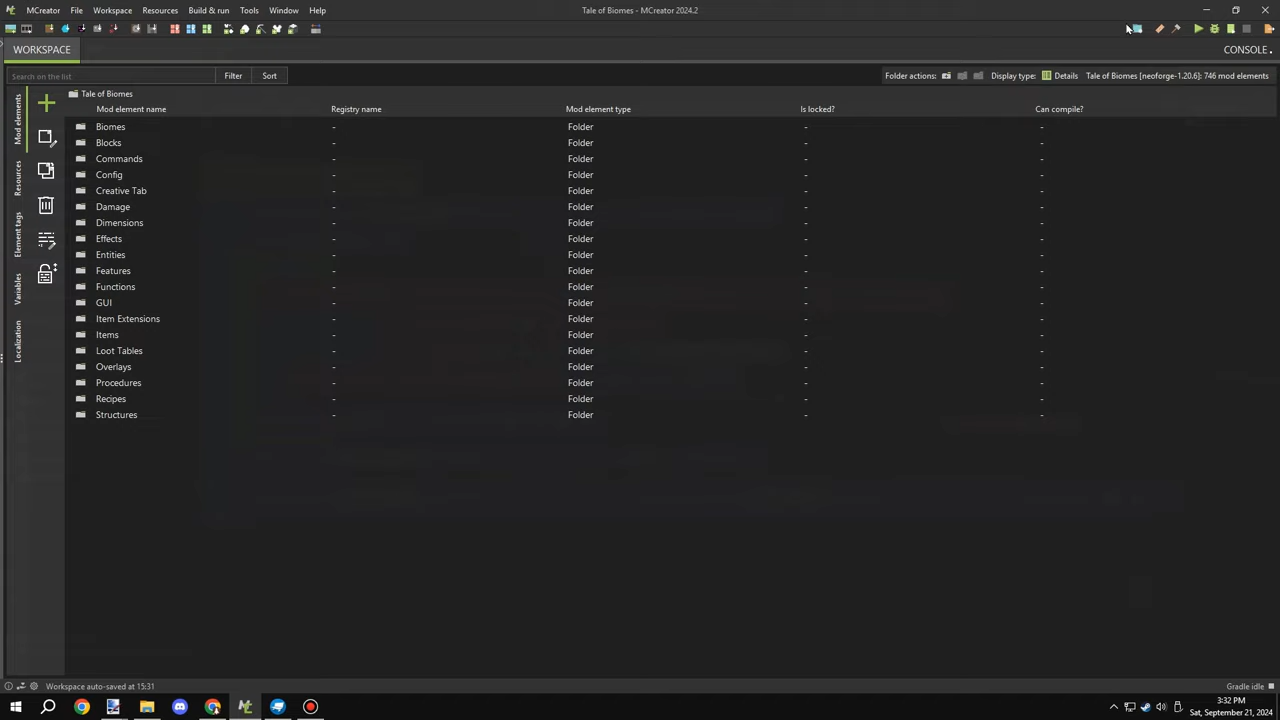 MCreator File Workspace Resources Build & run Tools Window Help
Tale of Biomes - MCreator 2024.2
WORKSPACE
CONSOLE
Search on the list
Filter
Sort
Folder actions:
Display type:
Details
Tale of Biomes [neoforge-1.20.6]: 746 mod elements
Mod elements
Resources
Element tags
Variables
Localization
Tale of Biomes
Mod element name Registry name Mod element type Is locked? Can compile?
Biomes - Folder - -
Blocks - Folder - -
Commands - Folder - -
Config - Folder - -
Creative Tab - Folder - -
Damage - Folder - -
Dimensions - Folder - -
Effects - Folder - -
Entities - Folder - -
Features - Folder - -
Functions - Folder - -
GUI - Folder - -
Item Extensions - Folder - -
Items - Folder - -
Loot Tables - Folder - -
Overlays - Folder - -
Procedures - Folder - -
Recipes - Folder - -
Structures - Folder - -
Workspace auto-saved at 15:31
Gradle idle
3:32 PM
Sat, September 21, 2024